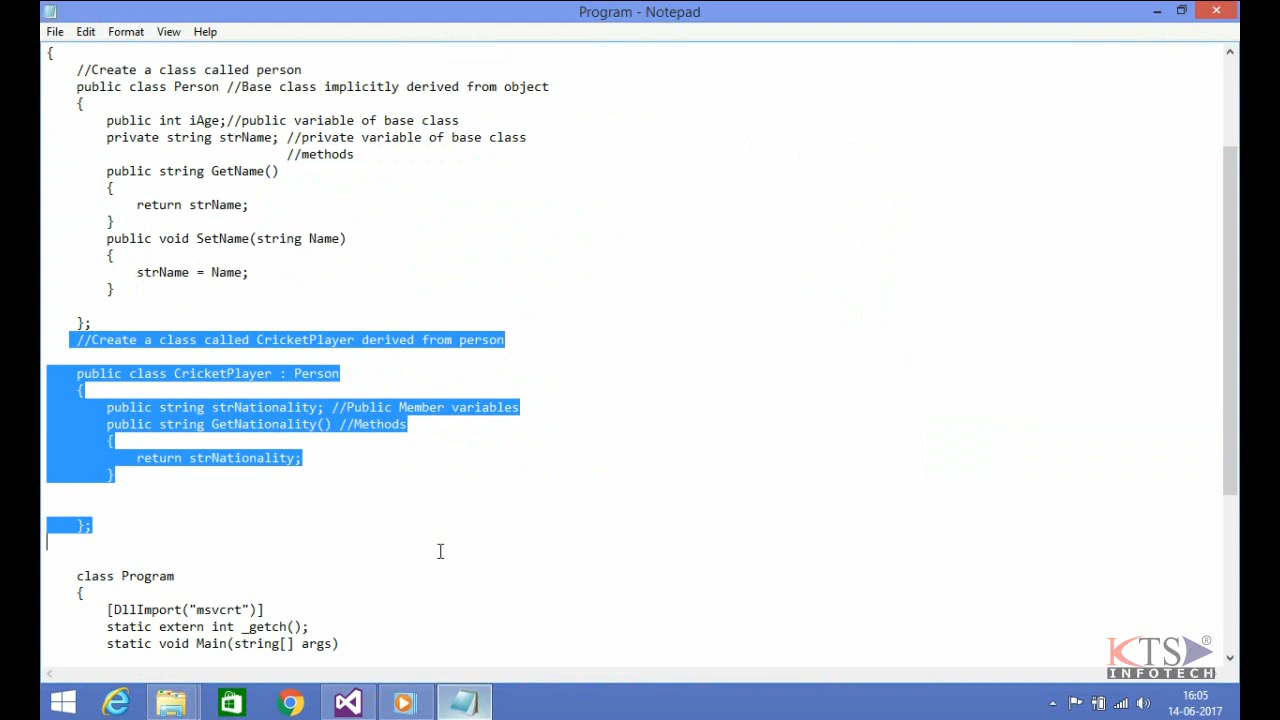 Program - Notepad
File Edit Format View Help
{
//Create a class called person
public class Person //Base class implicitly derived from object
{
public int iAge;//public variable of base class
private string strName; //private variable of base class
//methods
public string GetName()
{
return strName;
}
public void SetName(string Name)
{
strName = Name;
}
};
//Create a class called CricketPlayer derived from person
public class CricketPlayer : Person
{
public string strNationality; //Public Member variables
public string GetNationality() //Methods
{
return strNationality;
}
};
class Program
{
[DllImport("msvcrt")]
static extern int _getch();
static void Main(string[] args)
KTS ®
INFOTECH
16:05
14-06-2017